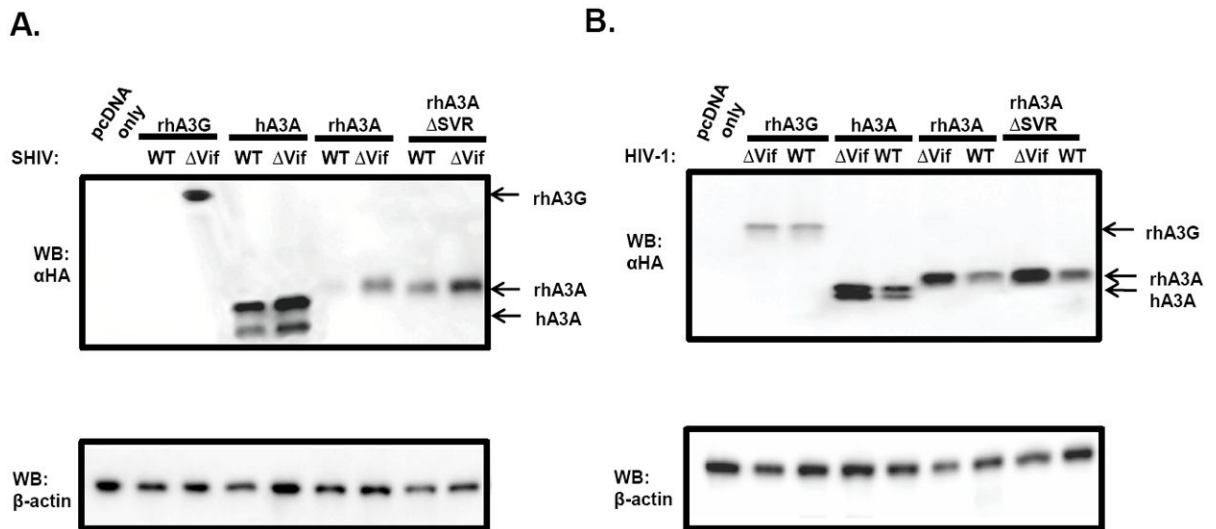 A.
pcDNA
only
rhA3G
hA3A
rhA3A
rhA3A
ΔSVR
SHIV:
WT
ΔVif
WT
ΔVif
WT
ΔVif
WT
ΔVif
WB:
αHA
rhA3G
rhA3A
hA3A
WB:
β-actin
B.
pcDNA
only
rhA3G
hA3A
rhA3A
rhA3A
ΔSVR
HIV-1:
ΔVif
WT
ΔVif
WT
ΔVif
WT
ΔVif
WT
WB:
αHA
rhA3G
rhA3A
hA3A
WB:
β-actin